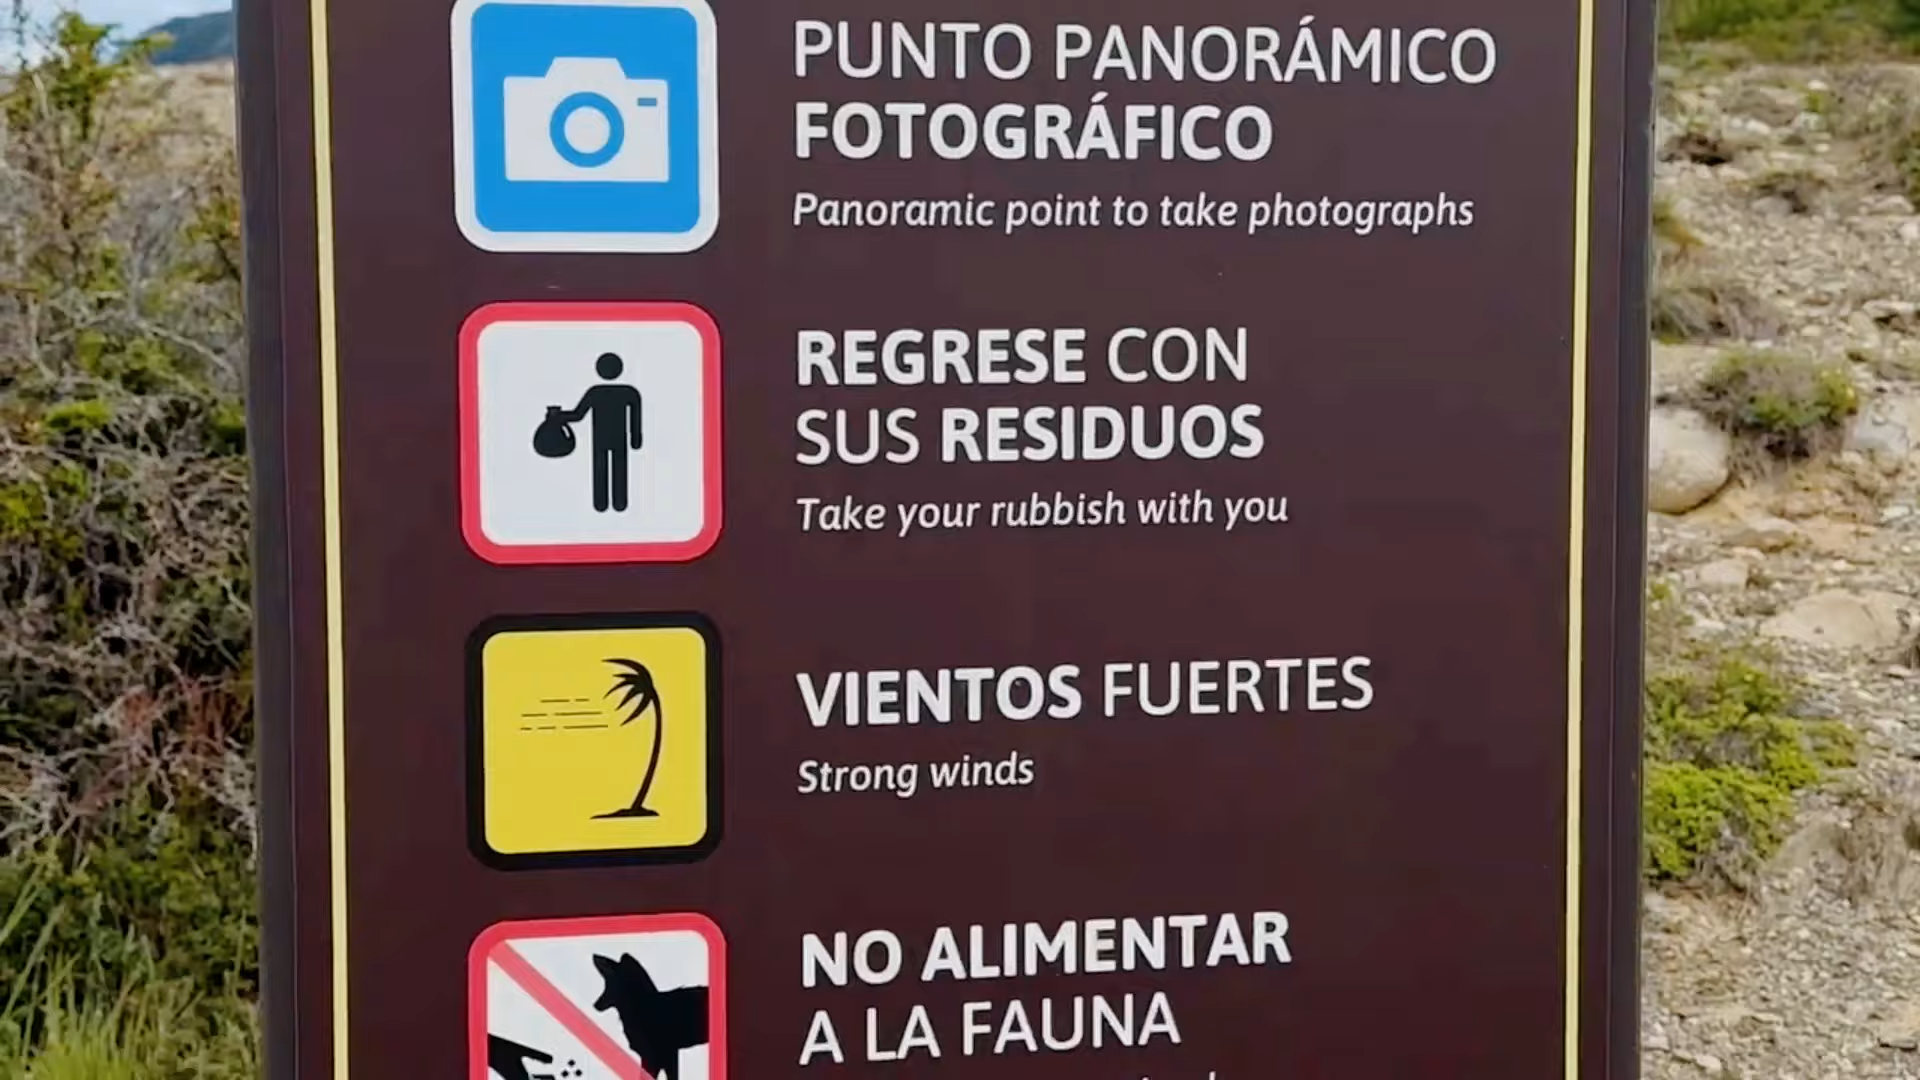 PUNTO PANORÁMICO
FOTOGRÁFICO
Panoramic point to take photographs
REGRESE CON
SUS RESIDUOS
Take your rubbish with you
VIENTOS FUERTES
Strong winds
NO ALIMENTAR
A LA FAUNA